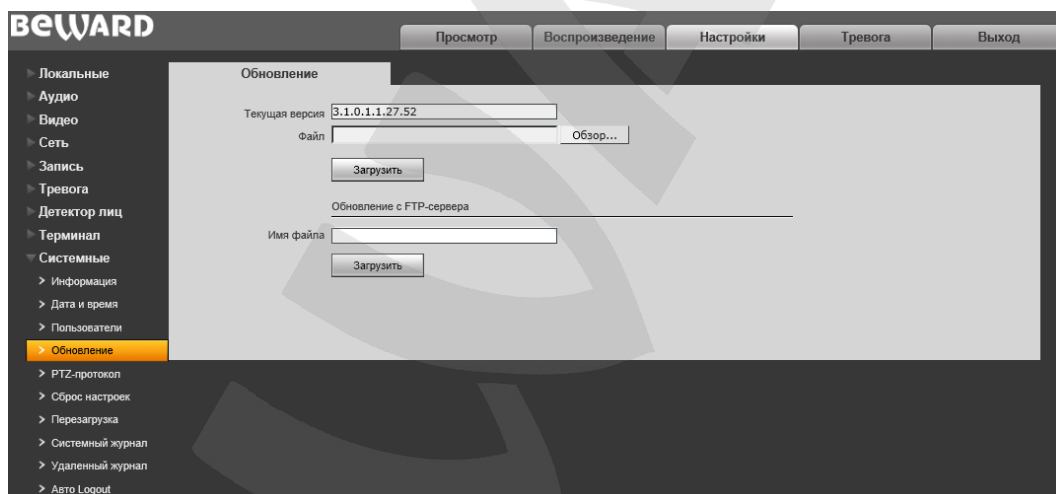 BEWARD
Просмотр
Воспроизведение
Настройки
Тревога
Выход
Локальные
Аудио
Видео
Сеть
Запись
Тревога
Детектор лиц
Терминал
Системные
Информация
Дата и время
Пользователи
Обновление
PTZ-протокол
Сброс настроек
Перезагрузка
Системный журнал
Удаленный журнал
Авто Logout
Обновление
Текущая версия 3.1.0.1.1.27.52
Файл Обзор...
Загрузить
Обновление с FTP-сервера
Имя файла
Загрузить